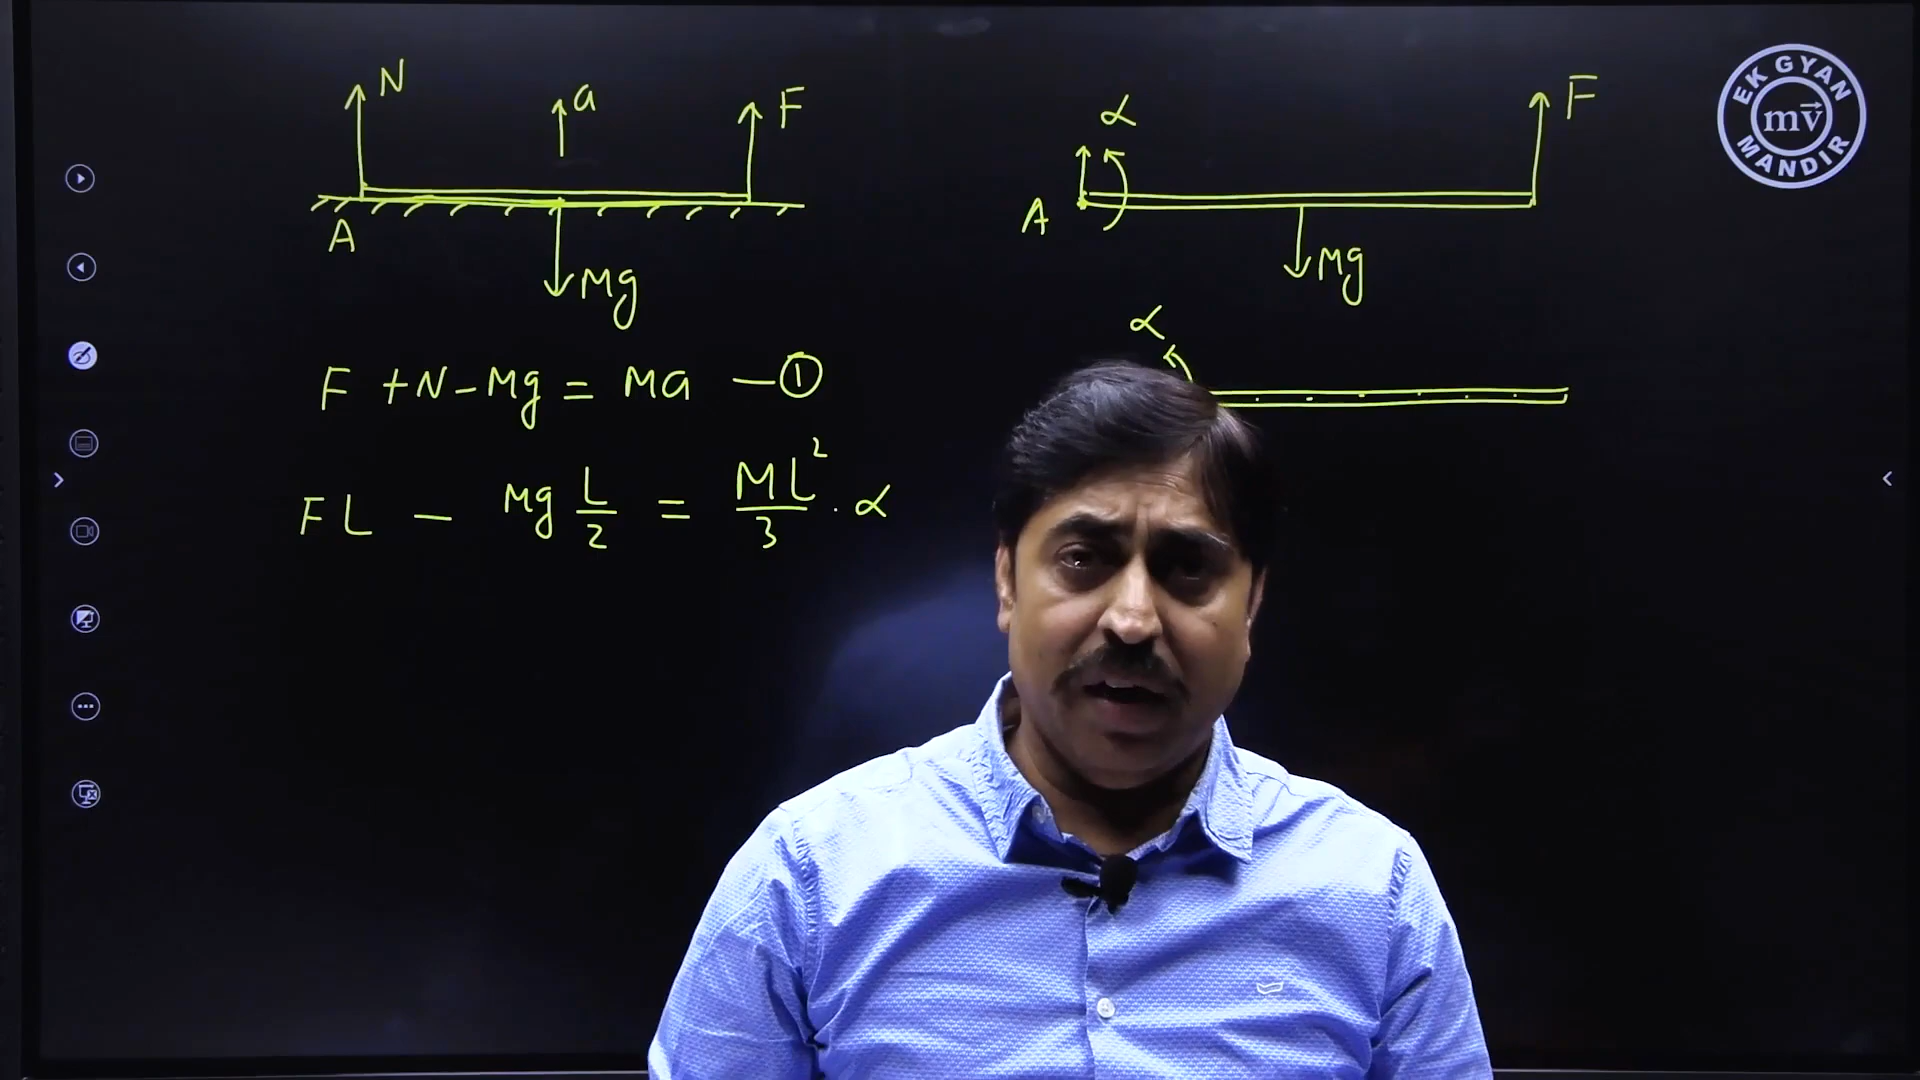 N
a
F
A
Mg
F + N - Mg = Ma — ①
FL - Mg L/2 = ML²/3 . α
α
F
A
Mg
α
EK GYAN
mv⃗
MANDIR